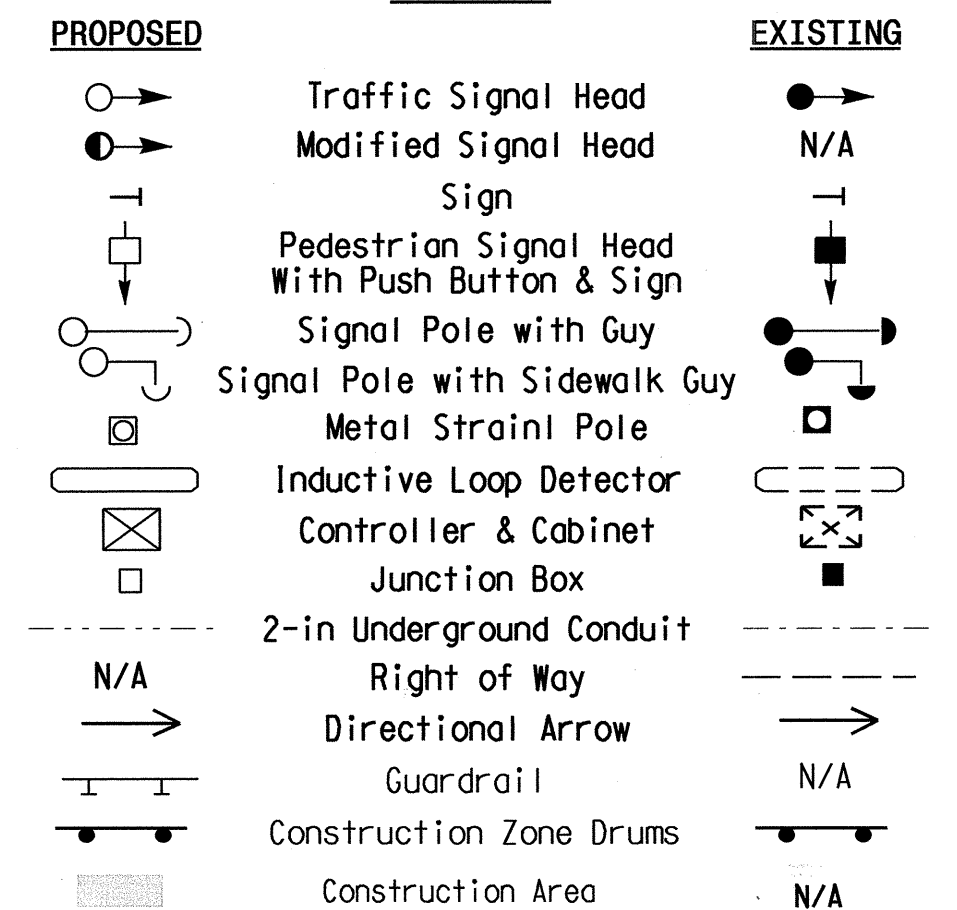 PROPOSED EXISTING
Traffic Signal Head
Modified Signal Head N/A
Sign
Pedestrian Signal Head
With Push Button & Sign
Signal Pole with Guy
Signal Pole with Sidewalk Guy
Metal Strainl Pole
Inductive Loop Detector
Controller & Cabinet
Junction Box
2-in Underground Conduit
N/A Right of Way
Directional Arrow
Guardrail N/A
Construction Zone Drums
Construction Area N/A